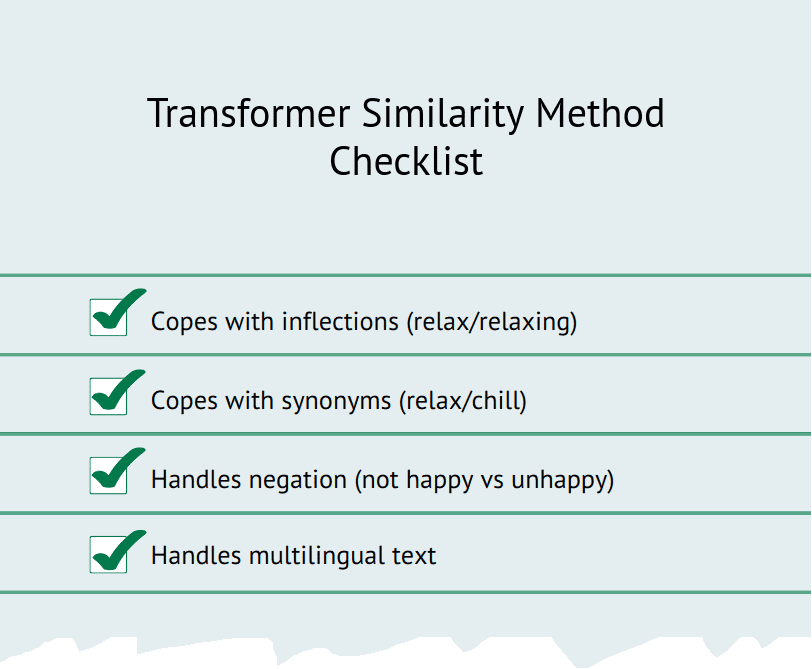 Transformer Similarity Method
Checklist
Copes with inflections (relax/relaxing)
Copes with synonyms (relax/chill)
Handles negation (not happy vs unhappy)
Handles multilingual text